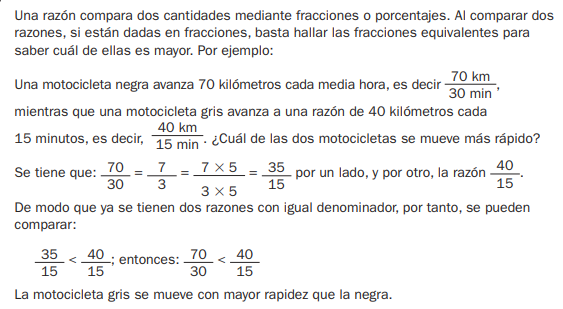 Una razón compara dos cantidades mediante fracciones o porcentajes. Al comparar dos
razones, si están dadas en fracciones, basta hallar las fracciones equivalentes para
saber cuál de ellas es mayor. Por ejemplo:
Una motocicleta negra avanza 70 kilómetros cada media hora, es decir 70 km / 30 min,
mientras que una motocicleta gris avanza a una razón de 40 kilómetros cada
15 minutos, es decir, 40 km / 15 min. ¿Cuál de las dos motocicletas se mueve más rápido?
Se tiene que: 70/30 = 7/3 = 7 × 5 / 3 × 5 = 35/15 por un lado, y por otro, la razón 40/15.
De modo que ya se tienen dos razones con igual denominador, por tanto, se pueden
comparar:
35/15 < 40/15; entonces: 70/30 < 40/15
La motocicleta gris se mueve con mayor rapidez que la negra.